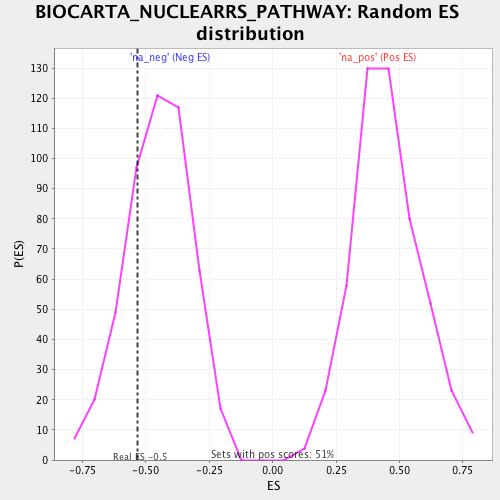 BIOCARTA_NUCLEARRS_PATHWAY: Random ES
distribution
'na_neg' (Neg ES)
'na_pos' (Pos ES)
130
120
110
100
90
80
70
60
50
40
30
20
10
0
P(ES)
Real ES -0.5
Sets with pos scores: 51%
-0.75
-0.50
-0.25
0.00
0.25
0.50
0.75
ES